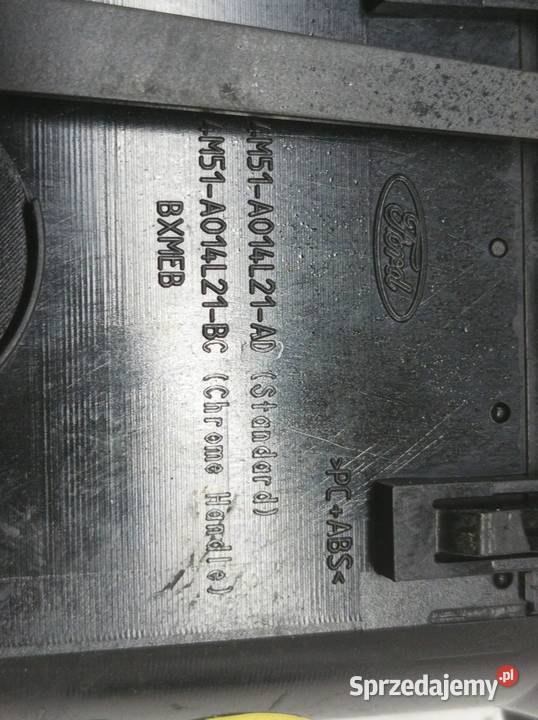 Ford
4M51-A014L21-AD (Standard)
4M51-A014L21-BC (Chrome Handle)
BXMEB
>PC+ABS<
Sprzedajemy.pl